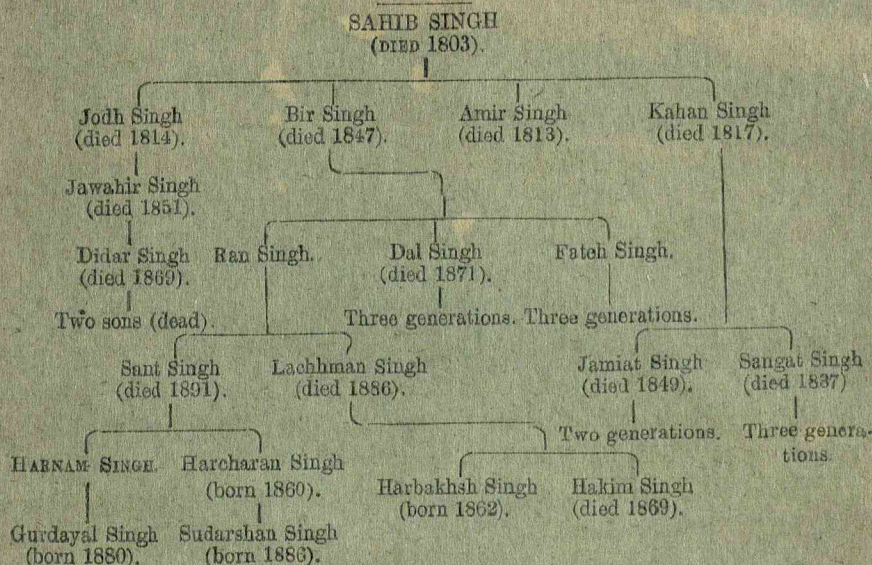 SAHIB SINGH
(DIED 1803).
Jodh Singh Bir Singh Amir Singh Kahan Singh
(died 1814). (died 1847). (died 1813). (died 1817).
Jawahir Singh
(died 1851).
Didar Singh Ran Singh. Dal Singh Fateh Singh.
(died 1869). (died 1871).
Two sons (dead). Three generations. Three generations.
Sant Singh Lachhman Singh Jamiat Singh Sangat Singh
(died 1891). (died 1886). (died 1849). (died 1837)
Two generations. Three genera-
tions.
HARNAM SINGH. Harcharan Singh
(born 1860). Harbakhsh Singh Hakim Singh
(born 1862). (died 1869).
Gurdayal Singh Sudarshan Singh
(born 1880). (born 1886).